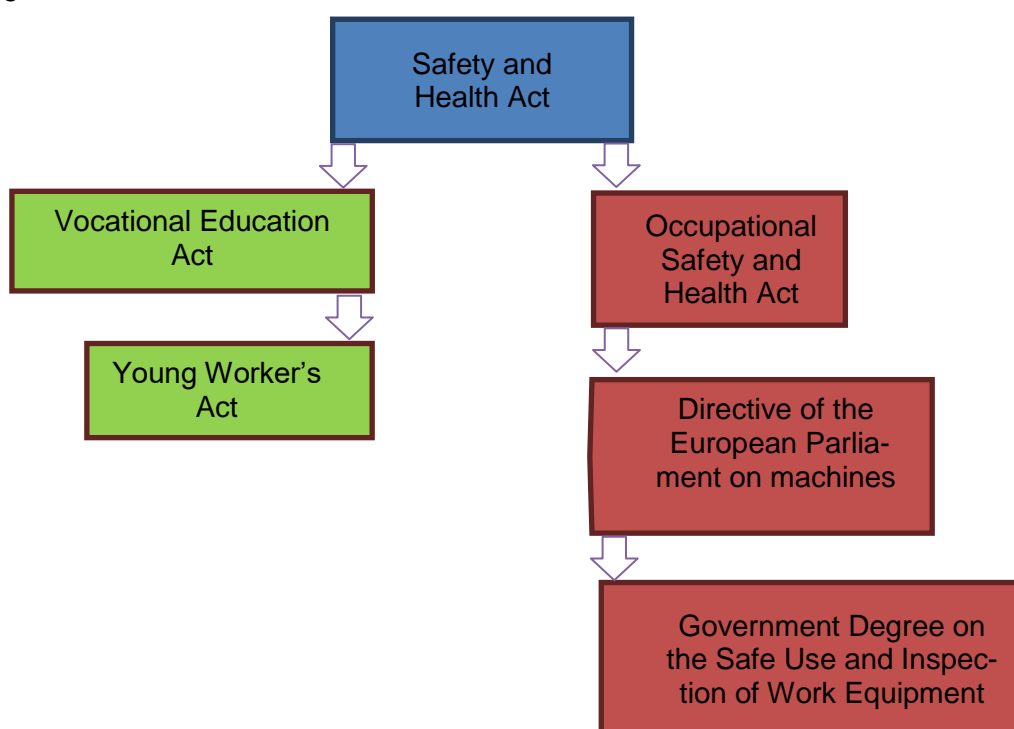 Safety and
Health Act
Vocational Education
Act
Occupational
Safety and
Health Act
Young Worker's
Act
Directive of the
European Parlia-
ment on machines
Government Degree on
the Safe Use and Inspec-
tion of Work Equipment